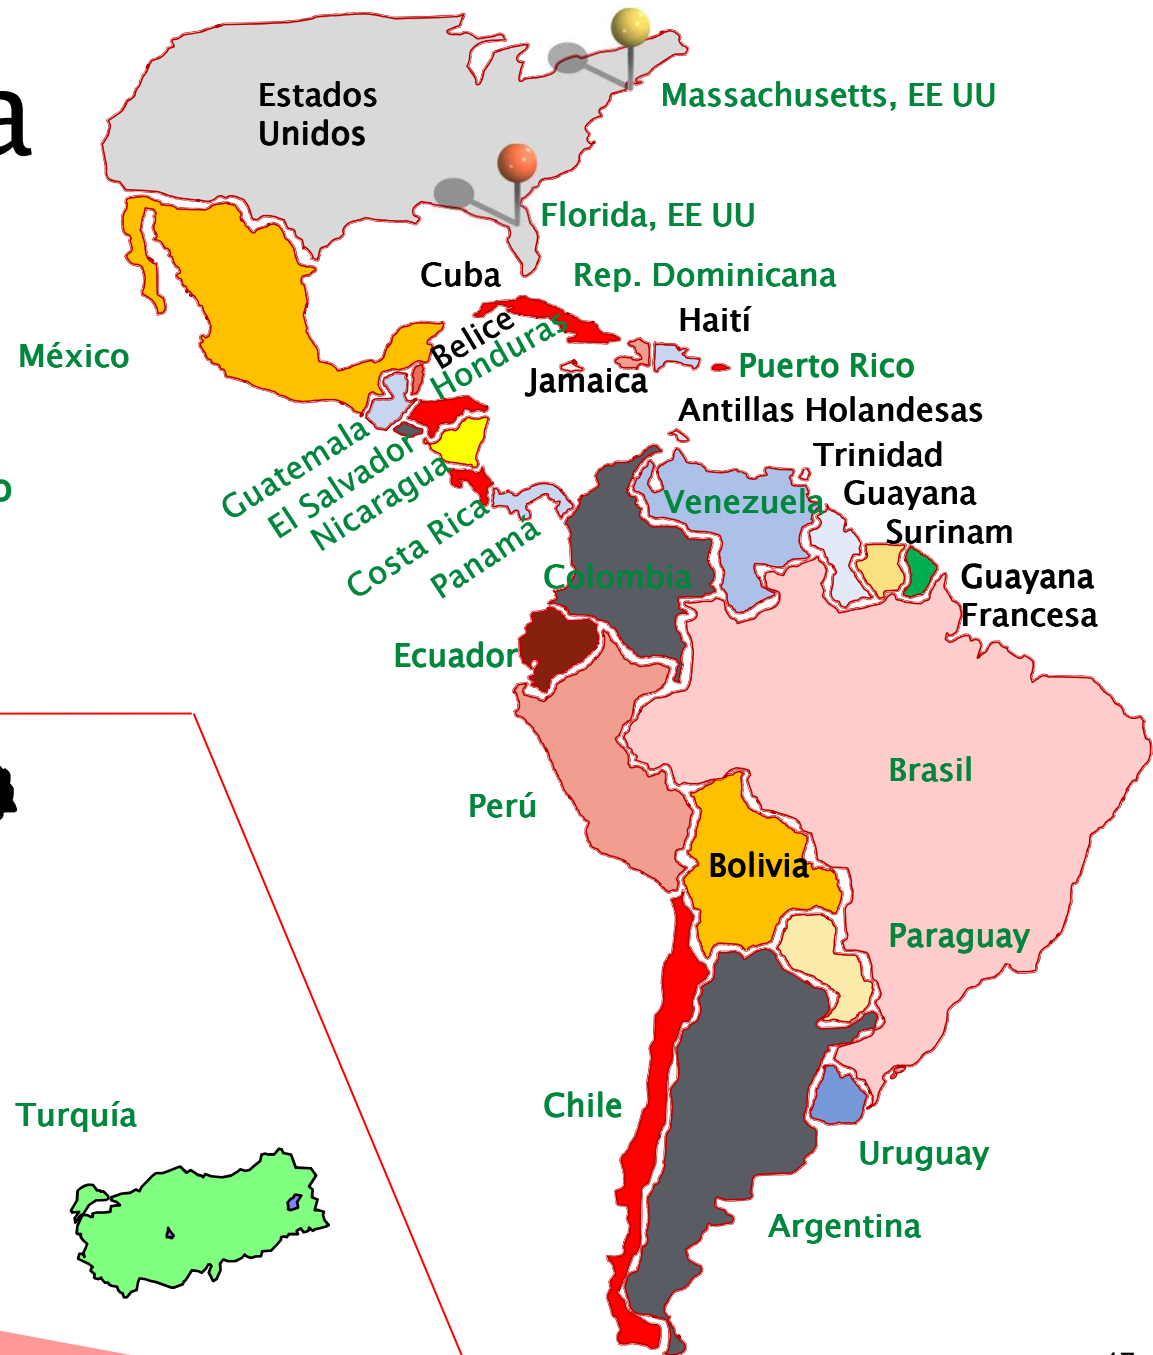 a
Estados
Unidos
Massachusetts, EE UU
Florida, EE UU
Cuba
Rep. Dominicana
Haití
Belice
Honduras
México
Jamaica
Puerto Rico
Antillas Holandesas
Guatemala
El Salvador
Nicaragua
Trinidad
Venezuela
Guayana
Costa Rica
Panamá
Surinam
Colombia
Guayana
Francesa
Ecuador
Brasil
Perú
Bolivia
Paraguay
Chile
Turquía
Uruguay
Argentina